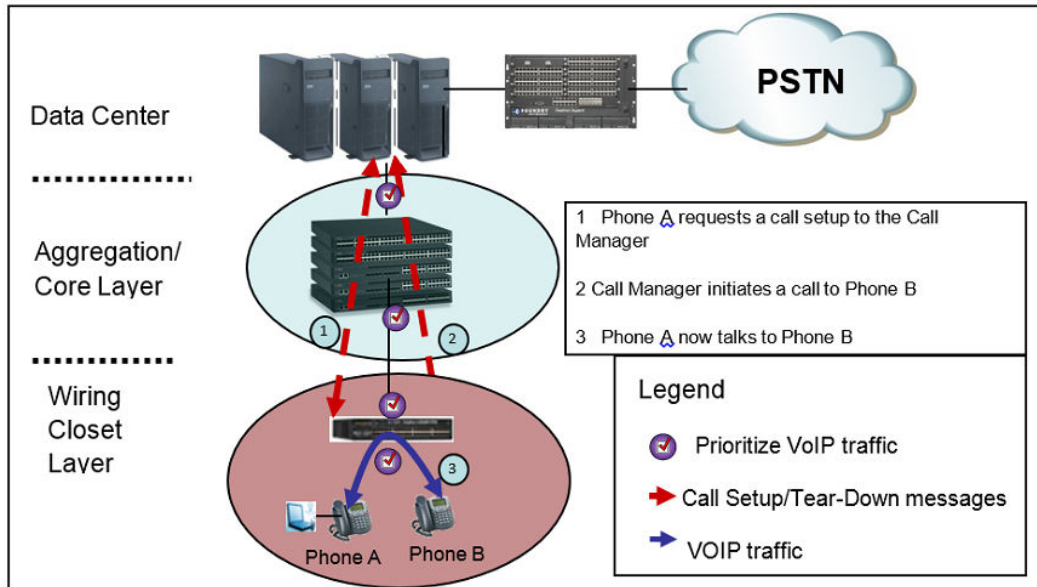 Data Center
PSTN
FOUNDRY
Aggregation/
Core Layer
1 Phone A requests a call setup to the Call
Manager
2 Call Manager initiates a call to Phone B
3 Phone A now talks to Phone B
1
2
Wiring
Closet
Layer
3
Phone A
Phone B
Legend
Prioritize VoIP traffic
Call Setup/Tear-Down messages
VOIP traffic